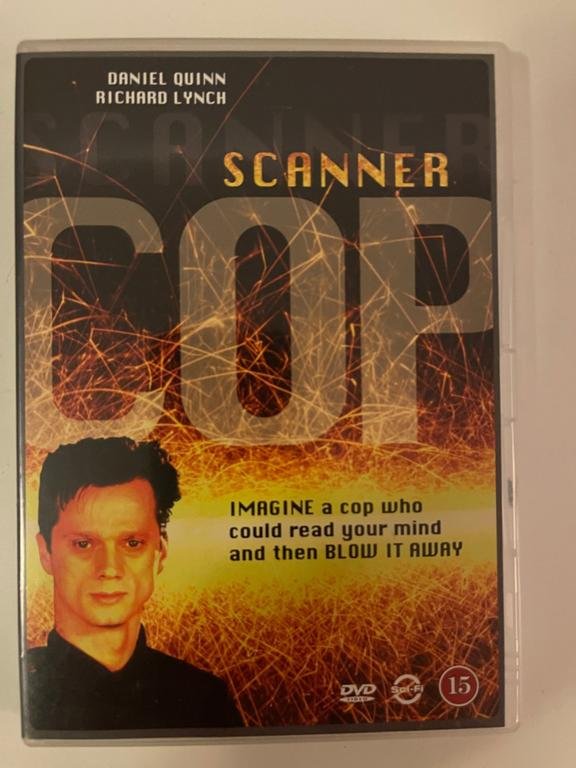 DANIEL QUINN
RICHARD LYNCH
SCANNER
SCANNER
COP
IMAGINE a cop who
could read your mind
and then BLOW IT AWAY
DVD
VIDEO
Sci-Fi
15